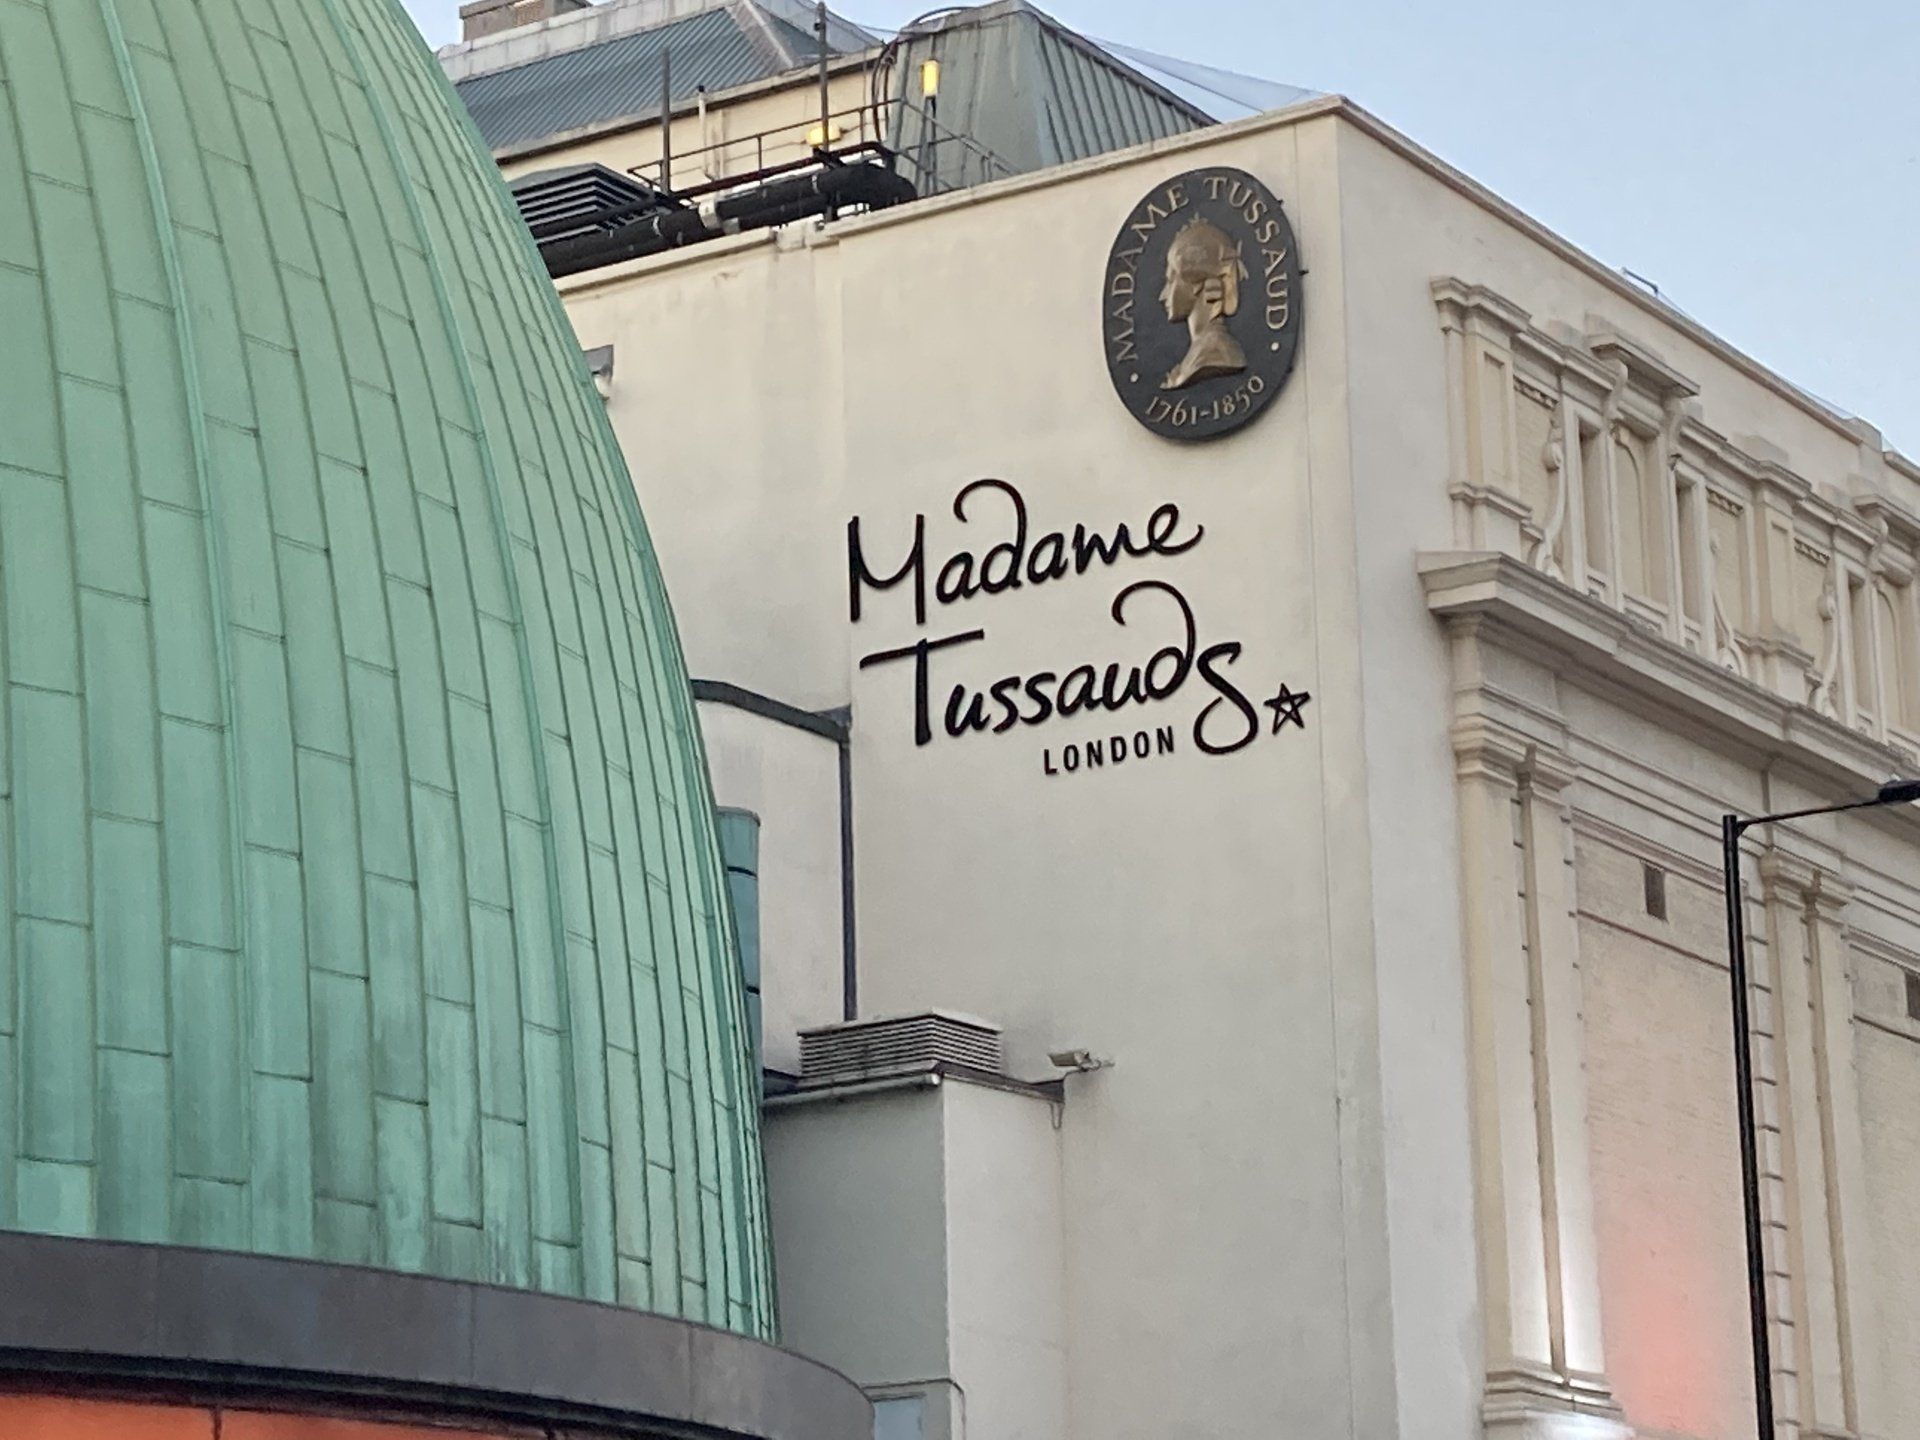 MADAME TUSSAUD
1761-1850
Madame
Tussauds
LONDON